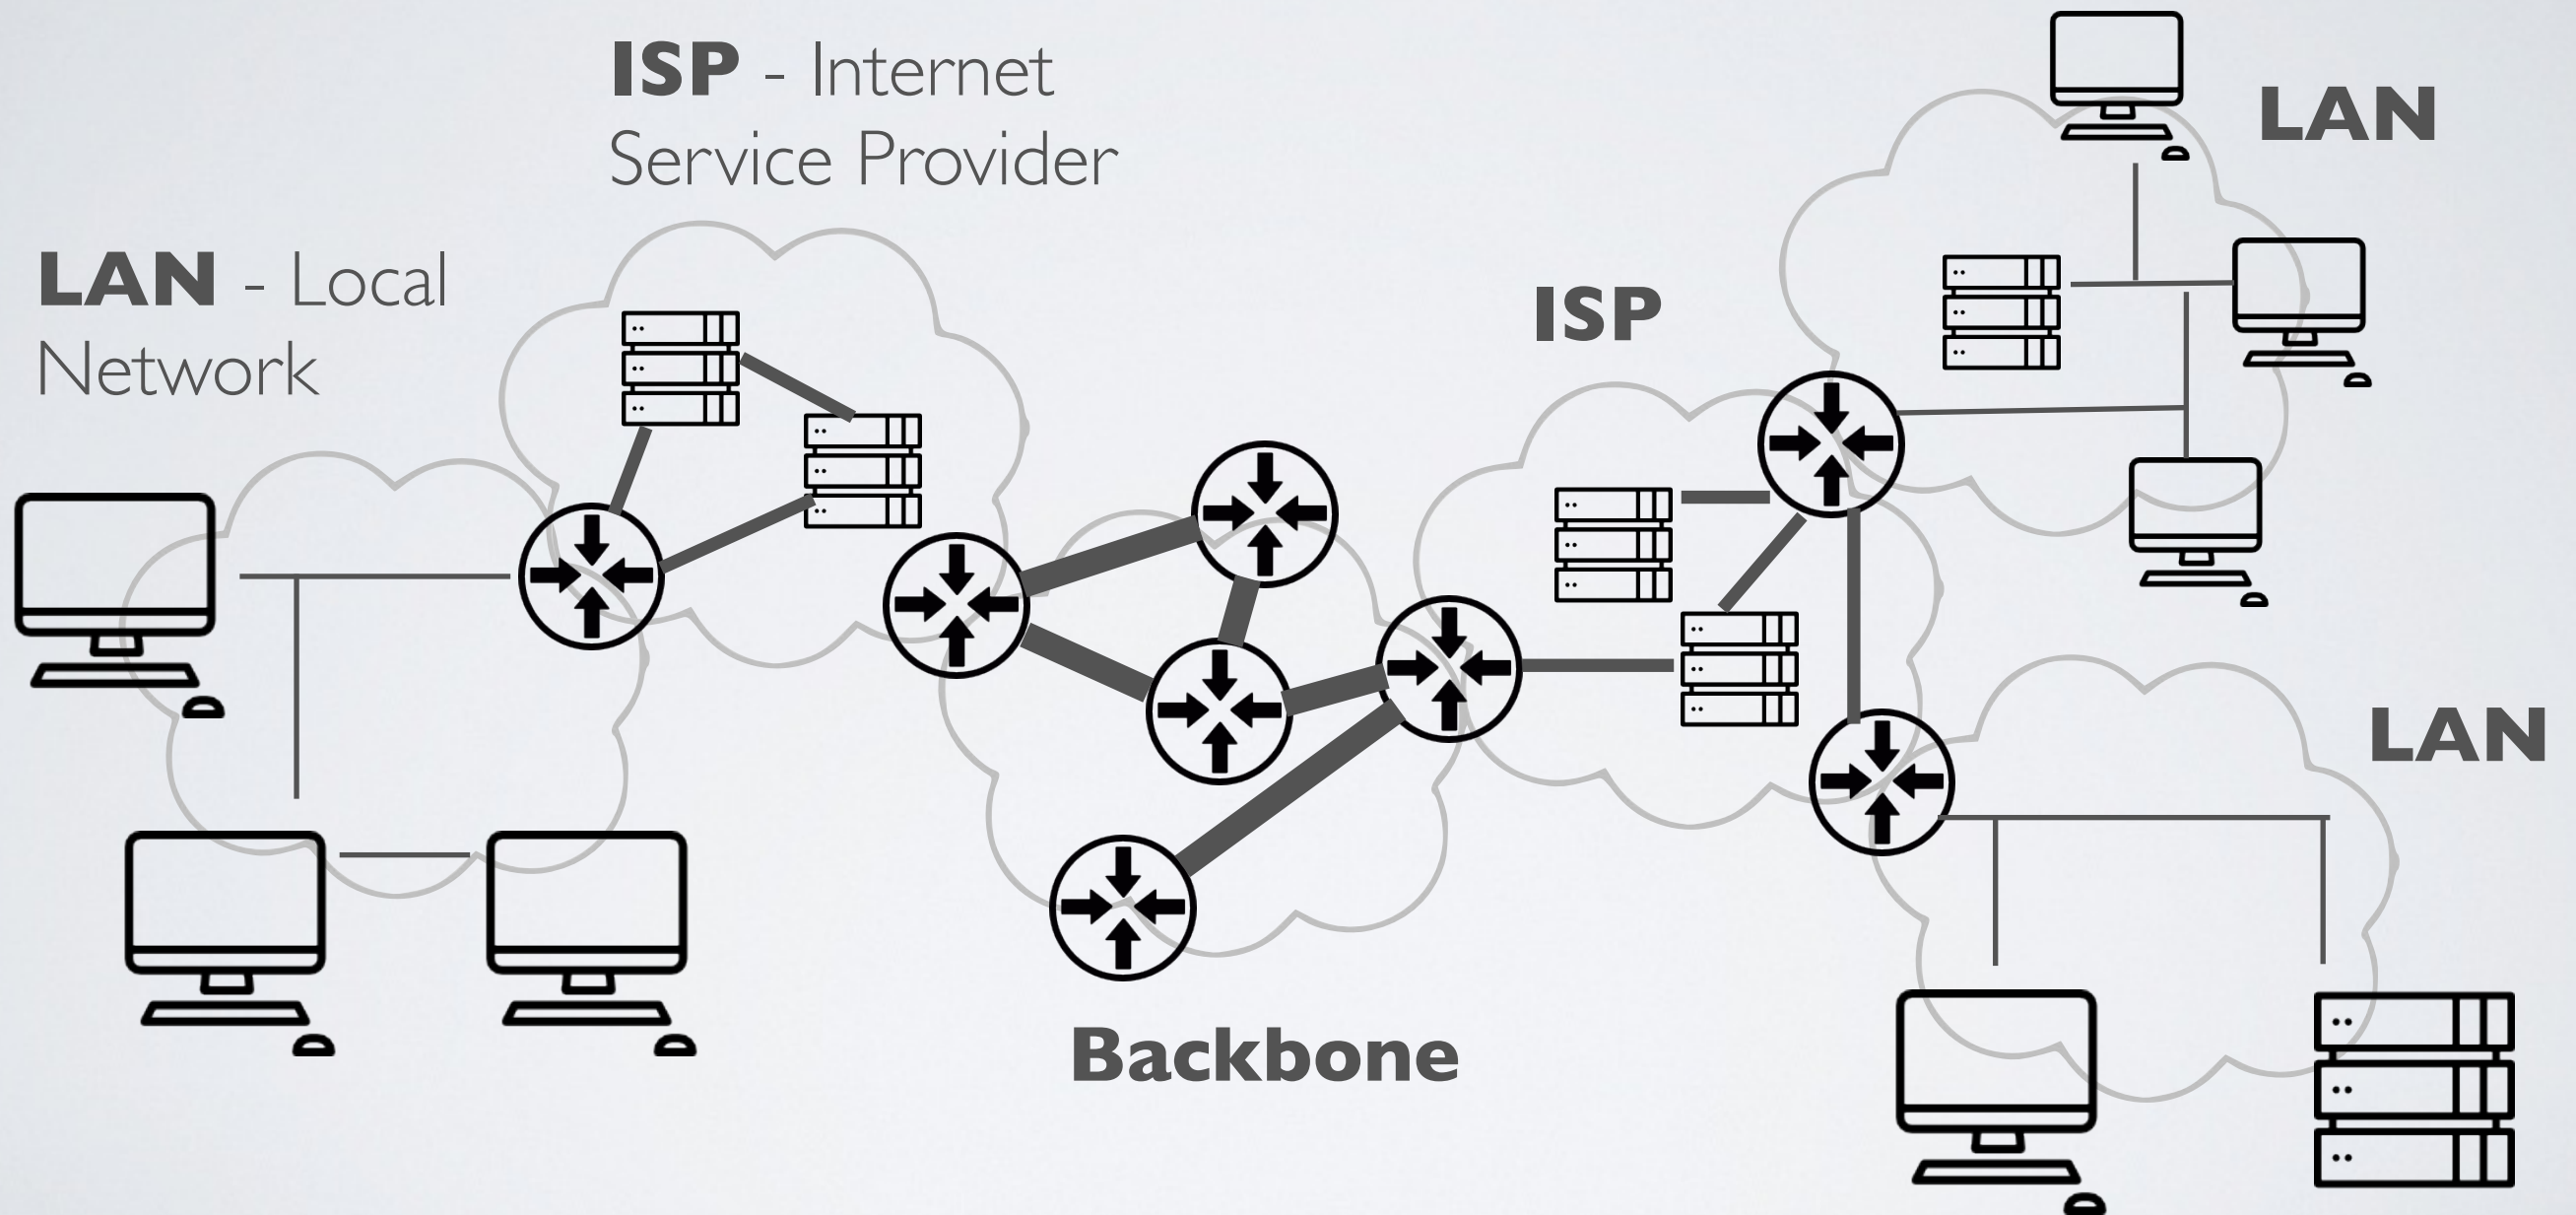 ISP - Internet
Service Provider
LAN - Local
Network
ISP
LAN
LAN
Backbone